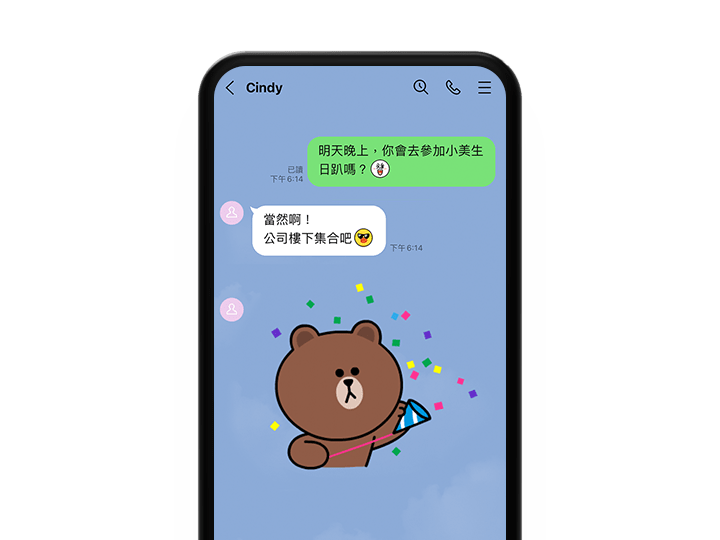 Cindy
明天晚上，你會去參加小美生
日趴嗎？
已讀
下午 6:14
當然啊！
公司樓下集合吧
下午 6:14